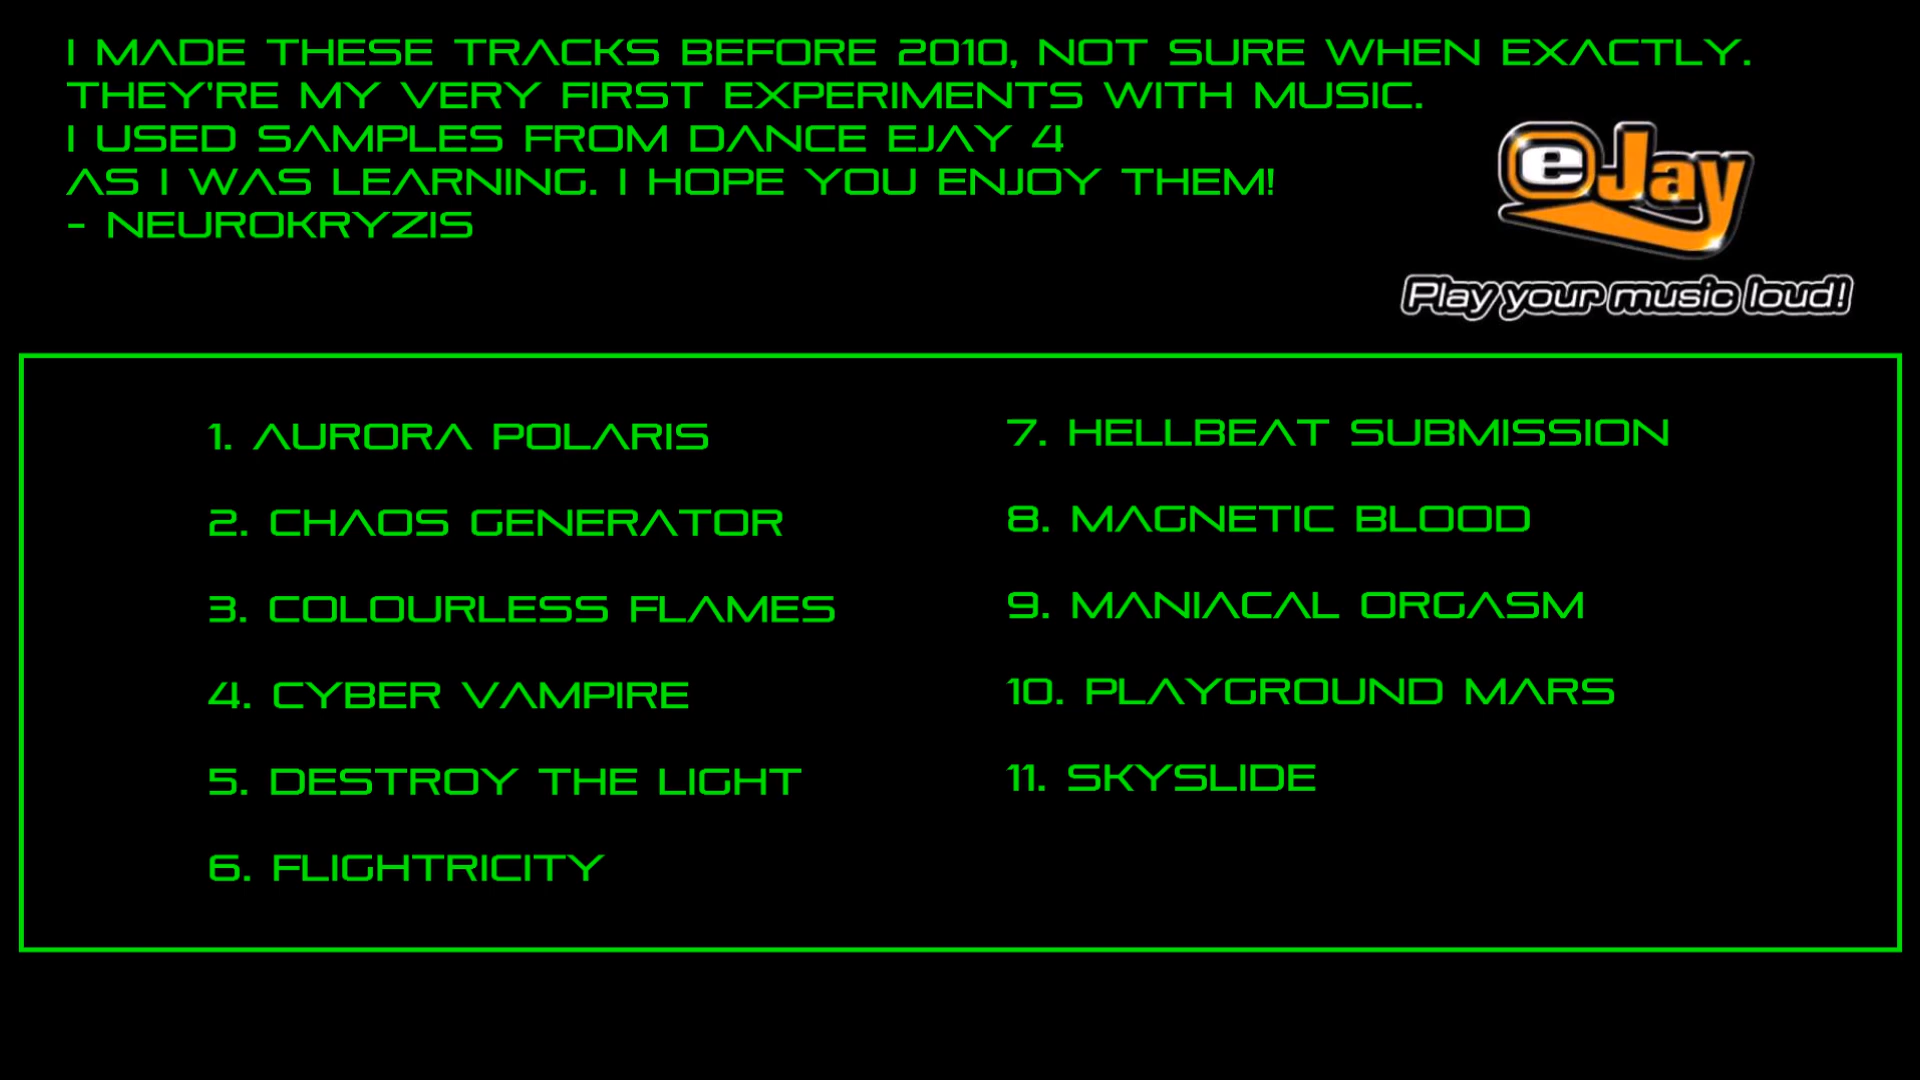 I MADE THESE TRACKS BEFORE 2010, NOT SURE WHEN EXACTLY.
THEY'RE MY VERY FIRST EXPERIMENTS WITH MUSIC.
I USED SAMPLES FROM DANCE EJAY 4
AS I WAS LEARNING. I HOPE YOU ENJOY THEM!
- NEUROKRYZIS
eJay
Play your music loud!
1. AURORA POLARIS
2. CHAOS GENERATOR
3. COLOURLESS FLAMES
4. CYBER VAMPIRE
5. DESTROY THE LIGHT
6. FLIGHTRICITY
7. HELLBEAT SUBMISSION
8. MAGNETIC BLOOD
9. MANIACAL ORGASM
10. PLAYGROUND MARS
11. SKYSLIDE